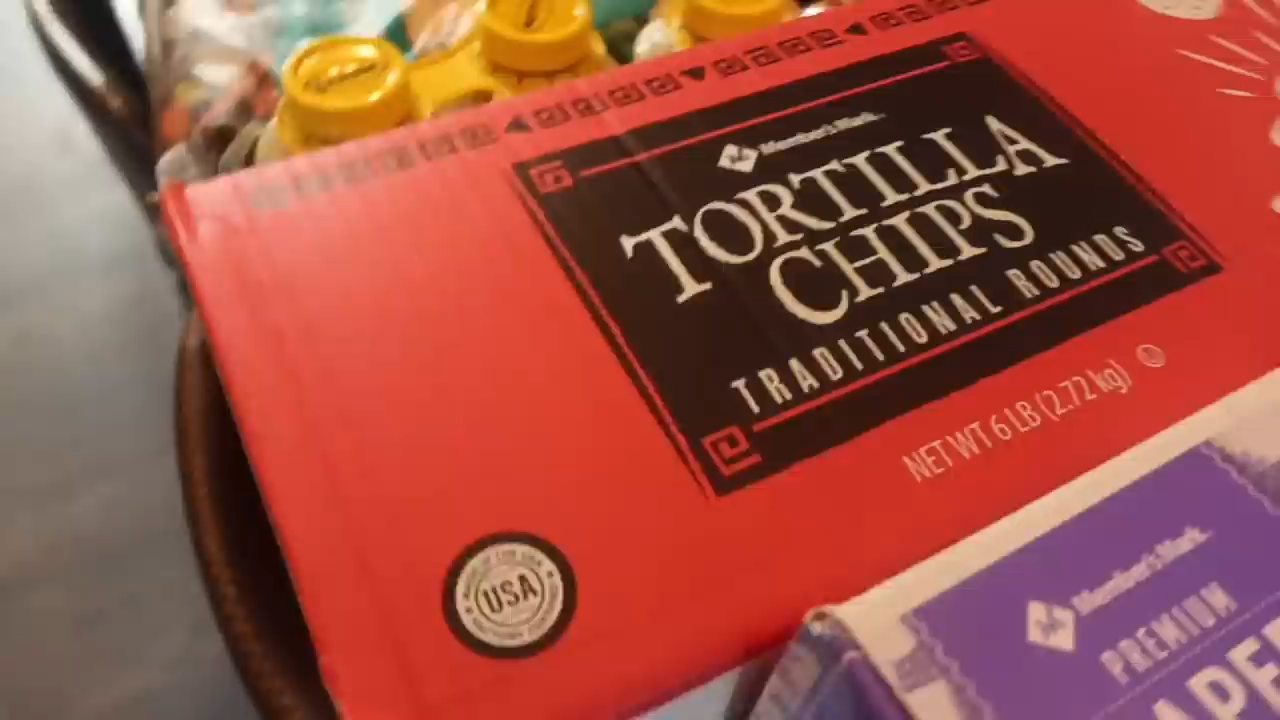 Member's Mark
TORTILLA
CHIPS
TRADITIONAL ROUNDS
NET WT 6 LB (2.72 kg)
USA
Member's Mark
PREMIUM